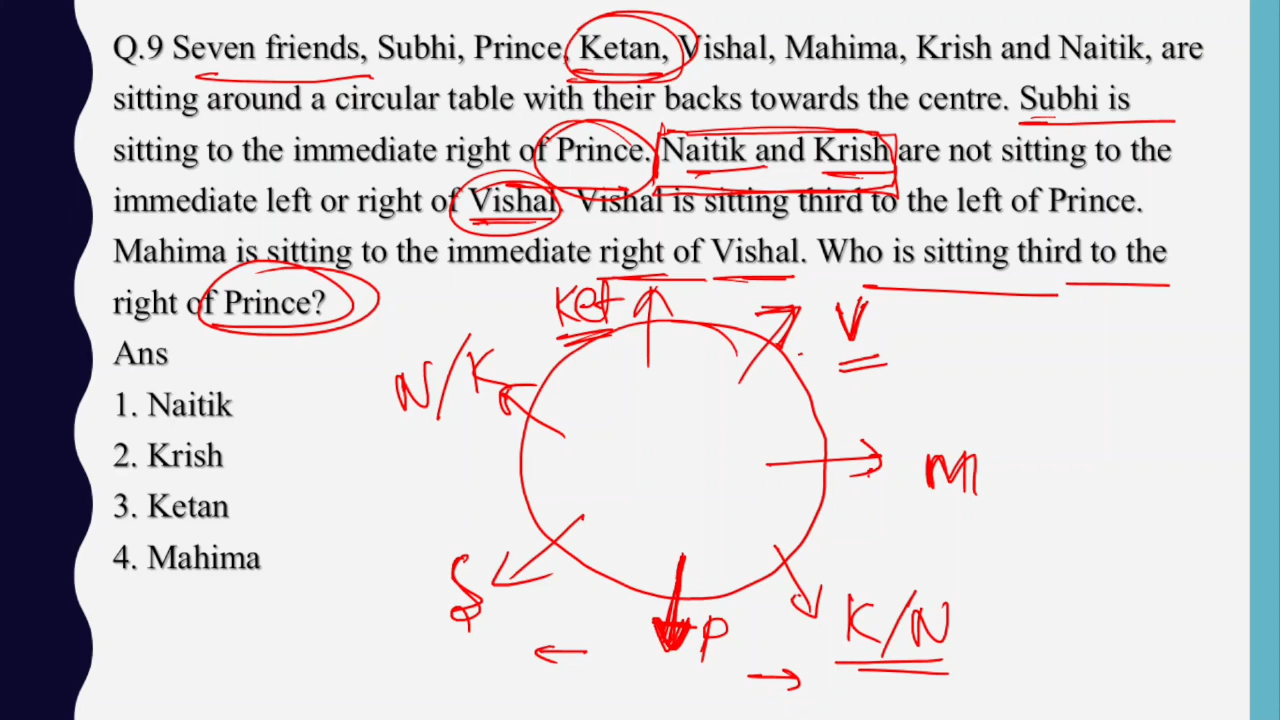 Q.9 Seven friends, Subhi, Prince, Ketan, Vishal, Mahima, Krish and Naitik, are
sitting around a circular table with their backs towards the centre. Subhi is
sitting to the immediate right of Prince. Naitik and Krish are not sitting to the
immediate left or right of Vishal. Vishal is sitting third to the left of Prince.
Mahima is sitting to the immediate right of Vishal. Who is sitting third to the
right of Prince?
Ans
1. Naitik
2. Krish
3. Ketan
4. Mahima
Ket
V
N/K
M
S
P
K/N